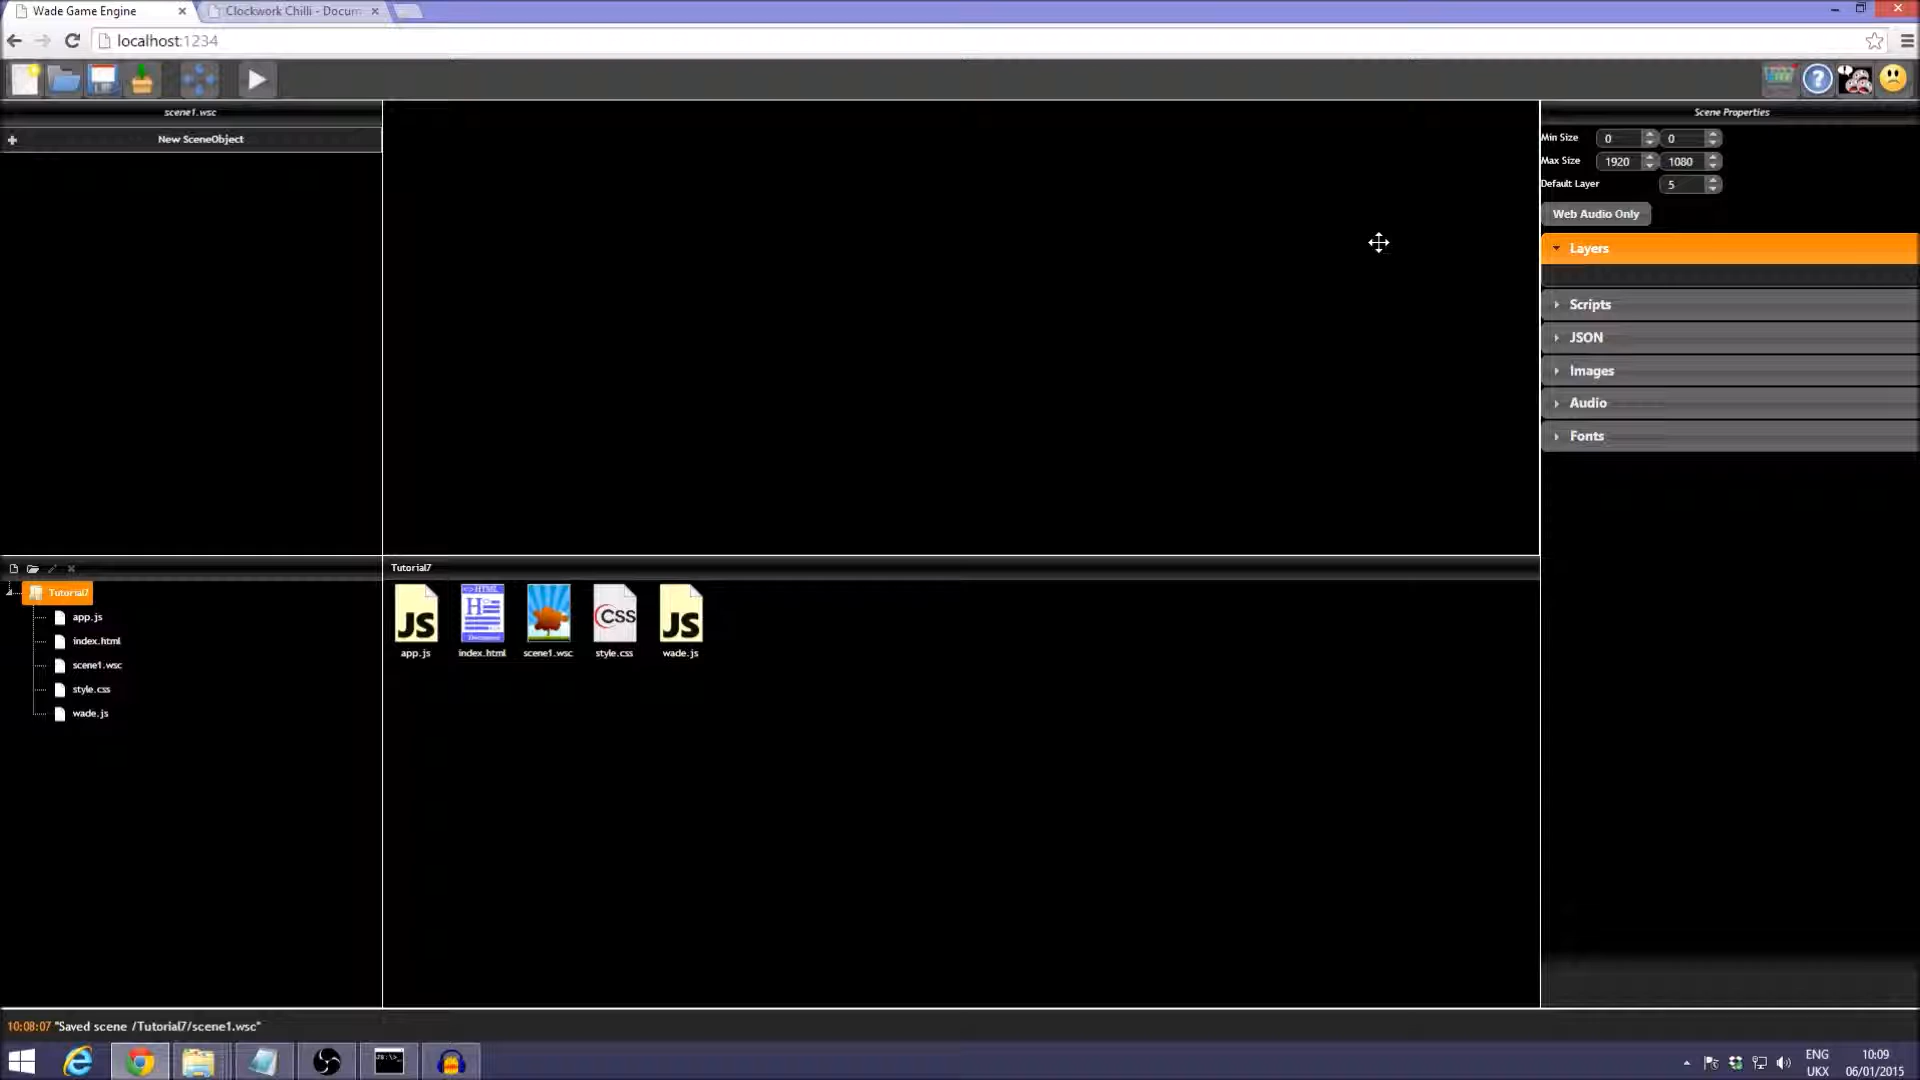 Wade Game Engine
Clockwork Chilli - Docum
localhost:1234
scene1.wsc
New SceneObject
Scene Properties
Min Size 0 0
Max Size 1920 1080
Default Layer 5
Web Audio Only
Layers
Scripts
JSON
Images
Audio
Fonts
Tutorial7
app.js
index.html
scene1.wsc
style.css
wade.js
Tutorial7
JS
HTML
H
CSS
JS
app.js index.html scene1.wsc style.css wade.js
10:08:07 "Saved scene /Tutorial7/scene1.wsc"
ENG
UKX
10:09
06/01/2015